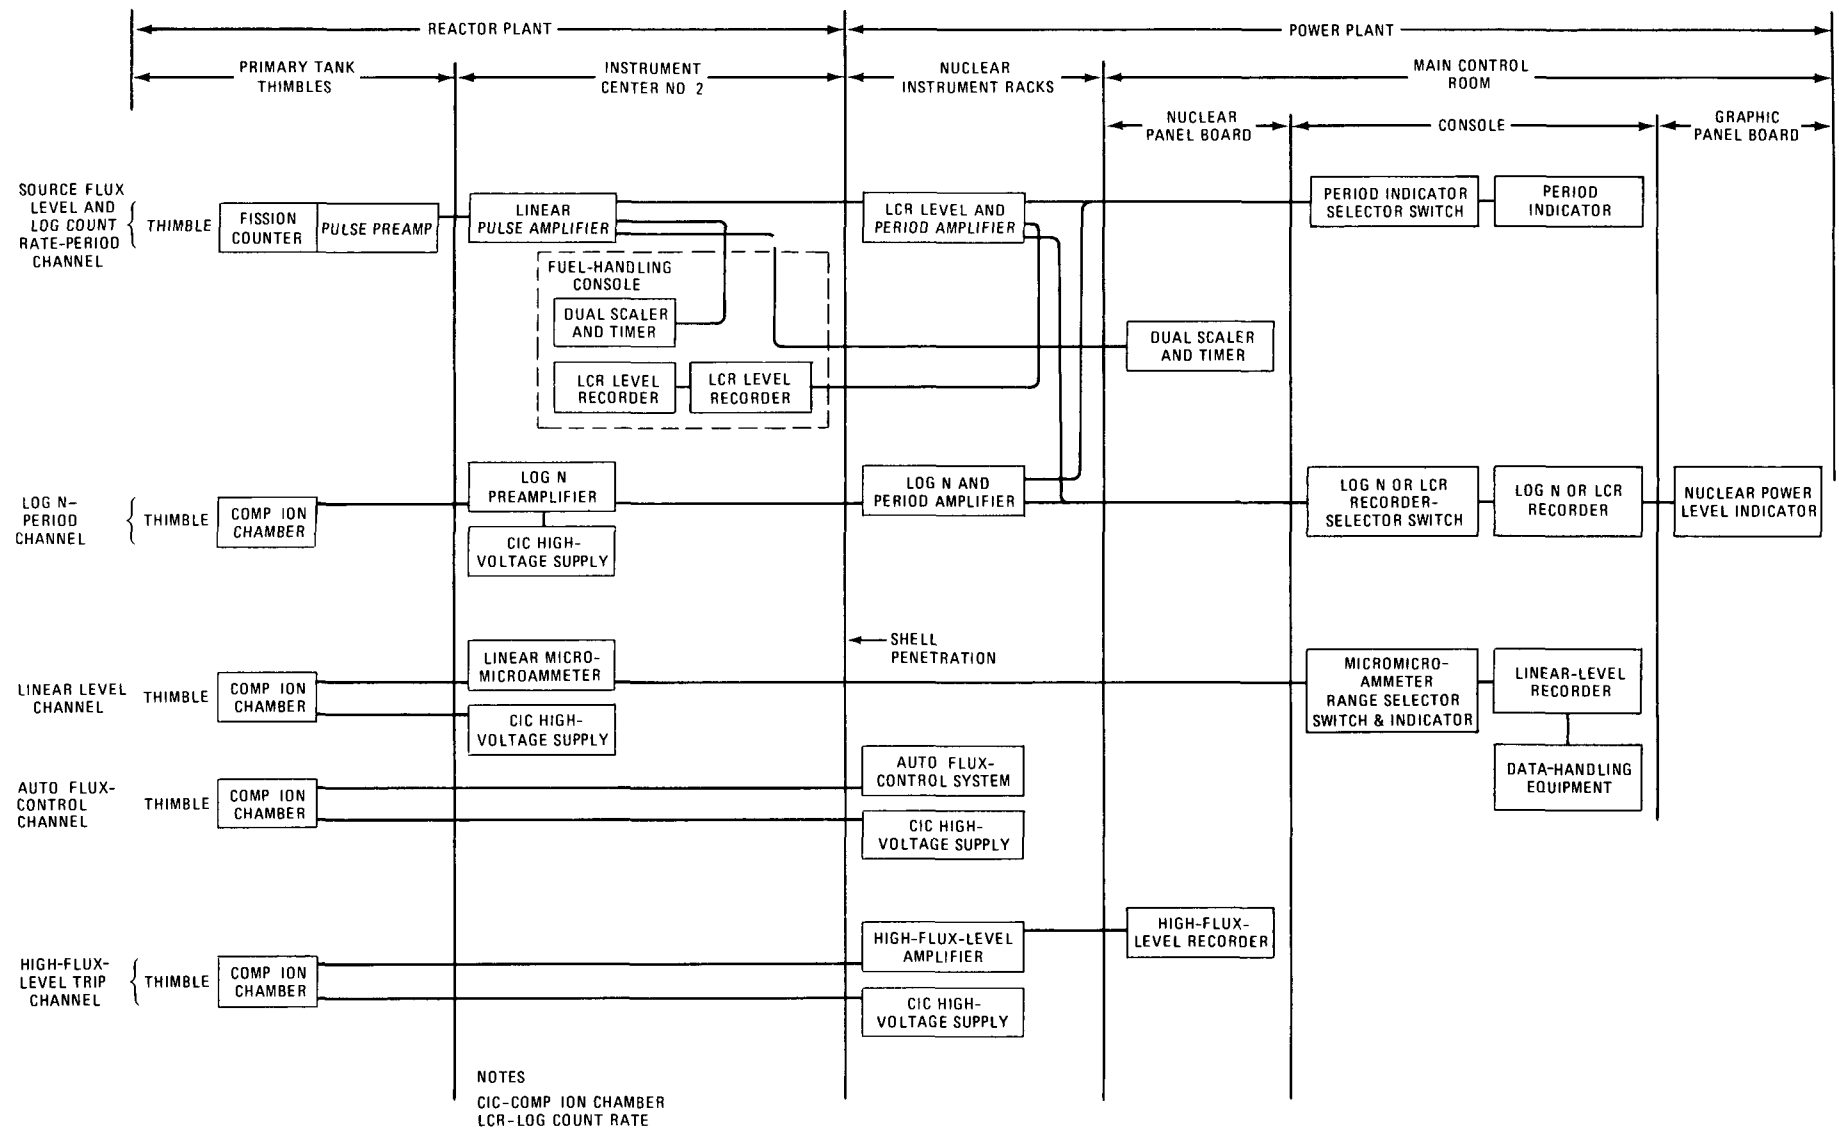 REACTOR PLANT
POWER PLANT
PRIMARY TANK
THIMBLES
INSTRUMENT
CENTER NO 2
NUCLEAR
INSTRUMENT RACKS
MAIN CONTROL
ROOM
NUCLEAR
PANEL BOARD
CONSOLE
GRAPHIC
PANEL BOARD
SOURCE FLUX
LEVEL AND
LOG COUNT
RATE-PERIOD
CHANNEL
THIMBLE
FISSION
COUNTER
PULSE PREAMP
LINEAR
PULSE AMPLIFIER
LCR LEVEL AND
PERIOD AMPLIFIER
PERIOD INDICATOR
SELECTOR SWITCH
PERIOD
INDICATOR
FUEL-HANDLING
CONSOLE
DUAL SCALER
AND TIMER
DUAL SCALER
AND TIMER
LCR LEVEL
RECORDER
LCR LEVEL
RECORDER
LOG N-
PERIOD
CHANNEL
THIMBLE
COMP ION
CHAMBER
LOG N
PREAMPLIFIER
CIC HIGH-
VOLTAGE SUPPLY
LOG N AND
PERIOD AMPLIFIER
LOG N OR LCR
RECORDER-
SELECTOR SWITCH
LOG N OR LCR
RECORDER
NUCLEAR POWER
LEVEL INDICATOR
SHELL
PENETRATION
LINEAR LEVEL
CHANNEL
THIMBLE
COMP ION
CHAMBER
LINEAR MICRO-
MICROAMMETER
CIC HIGH-
VOLTAGE SUPPLY
MICROMICRO-
AMMETER
RANGE SELECTOR
SWITCH & INDICATOR
LINEAR-LEVEL
RECORDER
DATA-HANDLING
EQUIPMENT
AUTO FLUX-
CONTROL
CHANNEL
THIMBLE
COMP ION
CHAMBER
AUTO FLUX-
CONTROL SYSTEM
CIC HIGH-
VOLTAGE SUPPLY
HIGH-FLUX-
LEVEL TRIP
CHANNEL
THIMBLE
COMP ION
CHAMBER
HIGH-FLUX-LEVEL
AMPLIFIER
CIC HIGH-
VOLTAGE SUPPLY
HIGH-FLUX-
LEVEL RECORDER
NOTES
CIC-COMP ION CHAMBER
LCR-LOG COUNT RATE